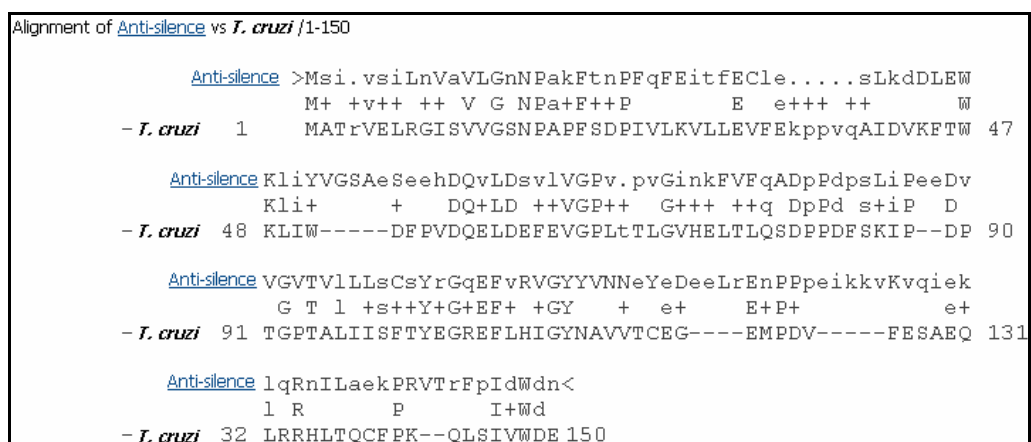 Alignment of Anti-silence vs T. cruzi /1-150
Anti-silence >Msi.vsiLnVaVLGnNPakFtnPFqFEitfECle.....sLkdDLEW
M+ +v++ ++ V G NPa+F++P E e+++ ++ W
– T. cruzi 1 MATrVELRGISVVGSNPAPFSDPIVLKVLLEVFEkppvqAIDVKFTW 47
Anti-silence KliYVGSAeSeehDQvLDsvlVGPv.pvGinkFVFqADpPdpsLiPeeDv
Kli+ + DQ+LD ++VGP++ G+++ ++q DpPd s+iP D
– T. cruzi 48 KLIW-----DFPVDQELDEFEVGPLtTLGVHELTLQSDPPDFSKIP--DP 90
Anti-silence VGVTVlLLsCsYrGqEFvRVGYYVNNeYeDeeLrEnPPpeikkvKvqiek
G T l +s++Y+G+EF+ +GY + e+ E+P+ e+
– T. cruzi 91 TGPTALIISFTYEGREFLHIGYNAVVTCEG----EMPDV-----FESAEQ 131
Anti-silence lqRnILaekPRVTrFpIdWdn<
l R P I+Wd
– T. cruzi 32 LRRHLTQCFPK--QLSIVWDE 150